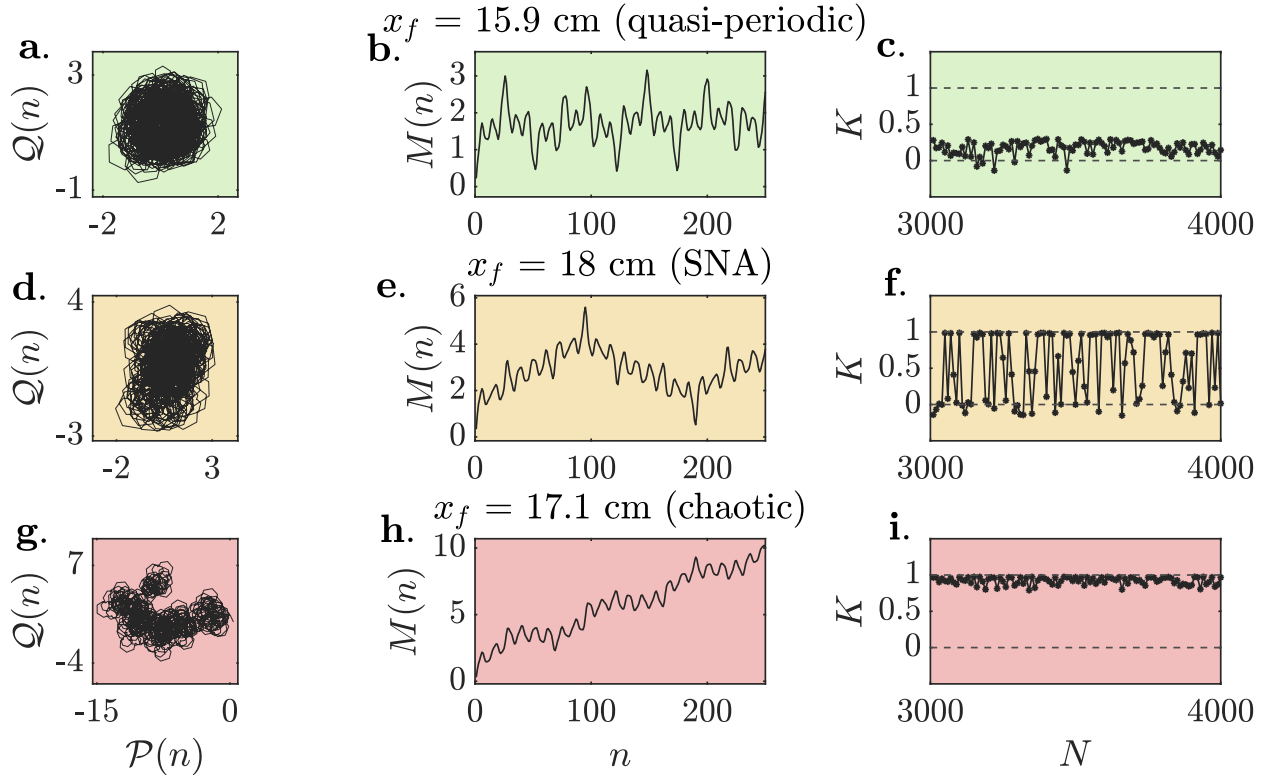 x_f = 15.9 cm (quasi-periodic)
a.
b.
c.
Q(n)
3
-1
-2
2
M(n)
3
2
1
0
0
100
200
K
1
0.5
0
3000
4000
x_f = 18 cm (SNA)
d.
e.
f.
Q(n)
4
-3
-2
3
M(n)
6
4
2
0
0
100
200
K
1
0.5
0
3000
4000
x_f = 17.1 cm (chaotic)
g.
h.
i.
Q(n)
7
-4
-15
0
P(n)
M(n)
10
5
0
0
100
200
n
K
1
0.5
0
3000
4000
N